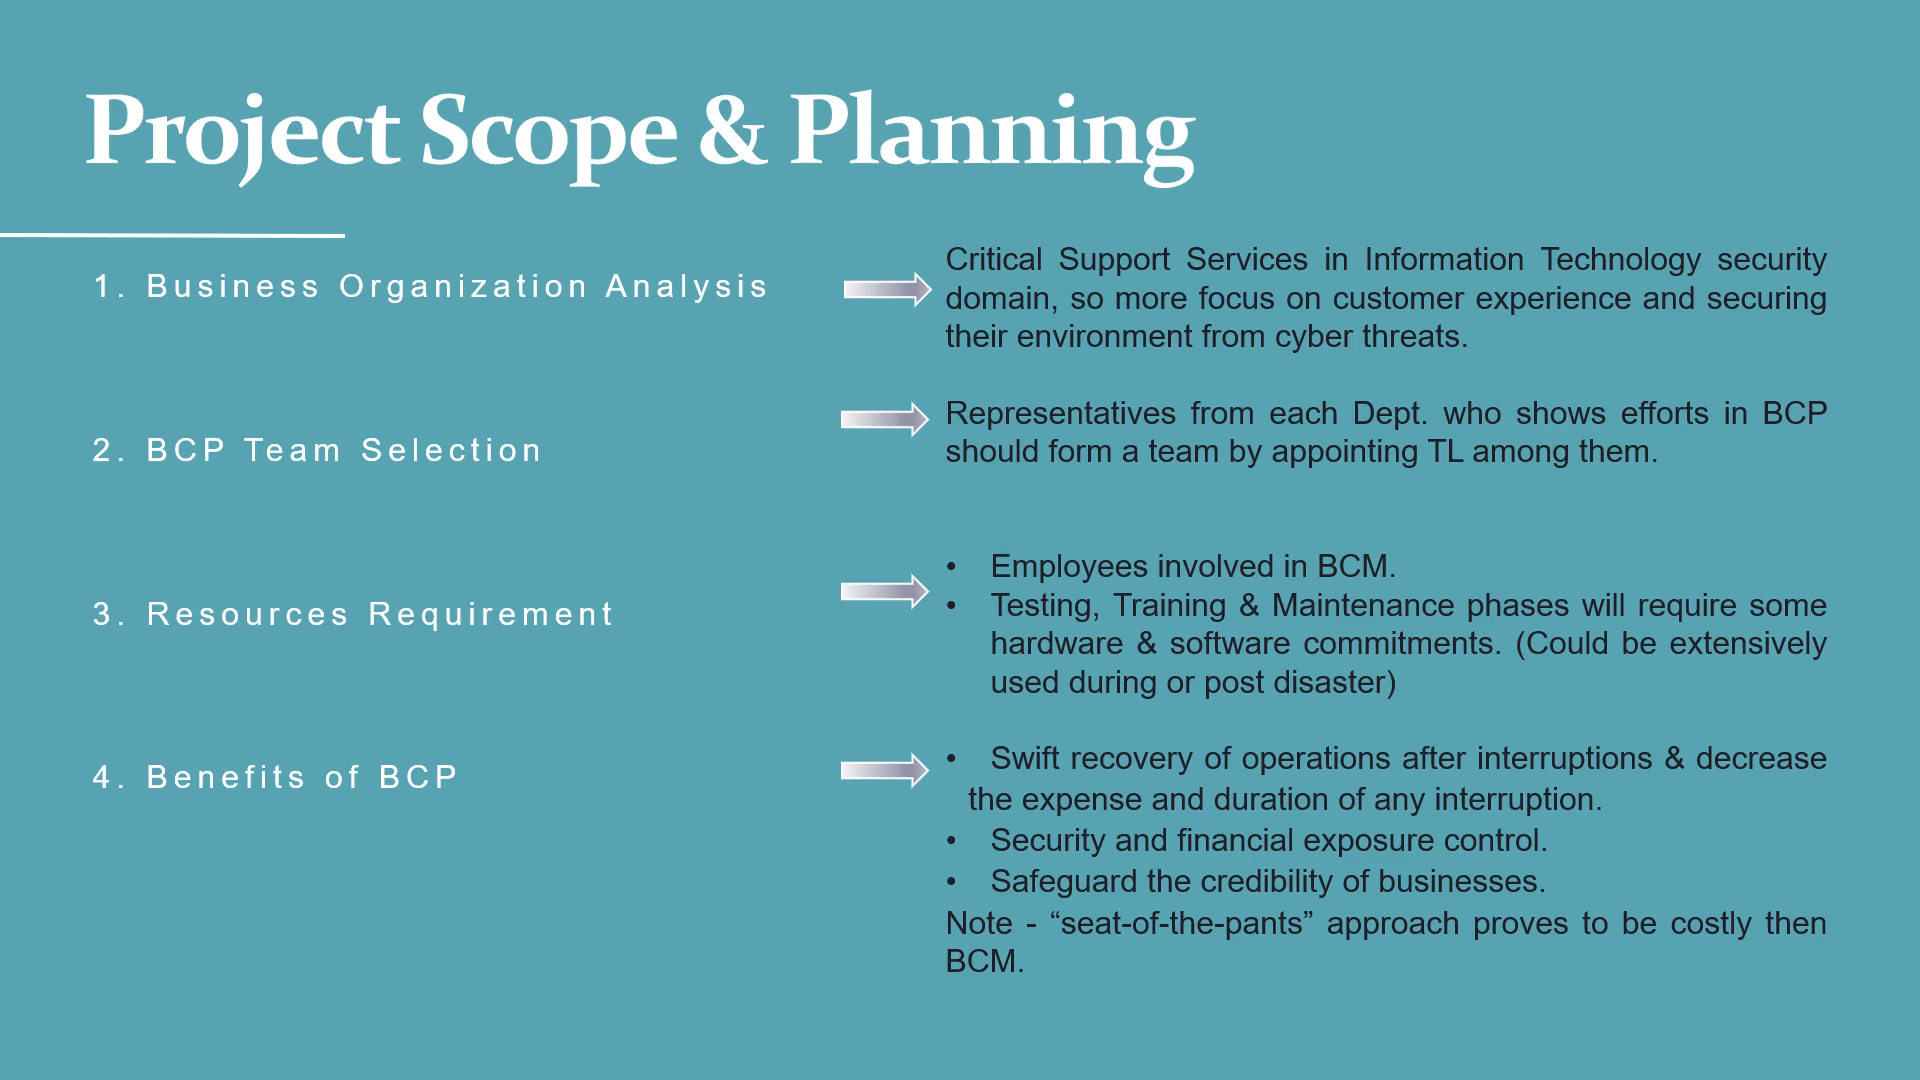 Project Scope & Planning
1. Business Organization Analysis
Critical Support Services in Information Technology security
domain, so more focus on customer experience and securing
their environment from cyber threats.
2. BCP Team Selection
Representatives from each Dept. who shows efforts in BCP
should form a team by appointing TL among them.
3. Resources Requirement
• Employees involved in BCM.
• Testing, Training & Maintenance phases will require some
hardware & software commitments. (Could be extensively
used during or post disaster)
4. Benefits of BCP
• Swift recovery of operations after interruptions & decrease
the expense and duration of any interruption.
• Security and financial exposure control.
• Safeguard the credibility of businesses.
Note - “seat-of-the-pants” approach proves to be costly then
BCM.